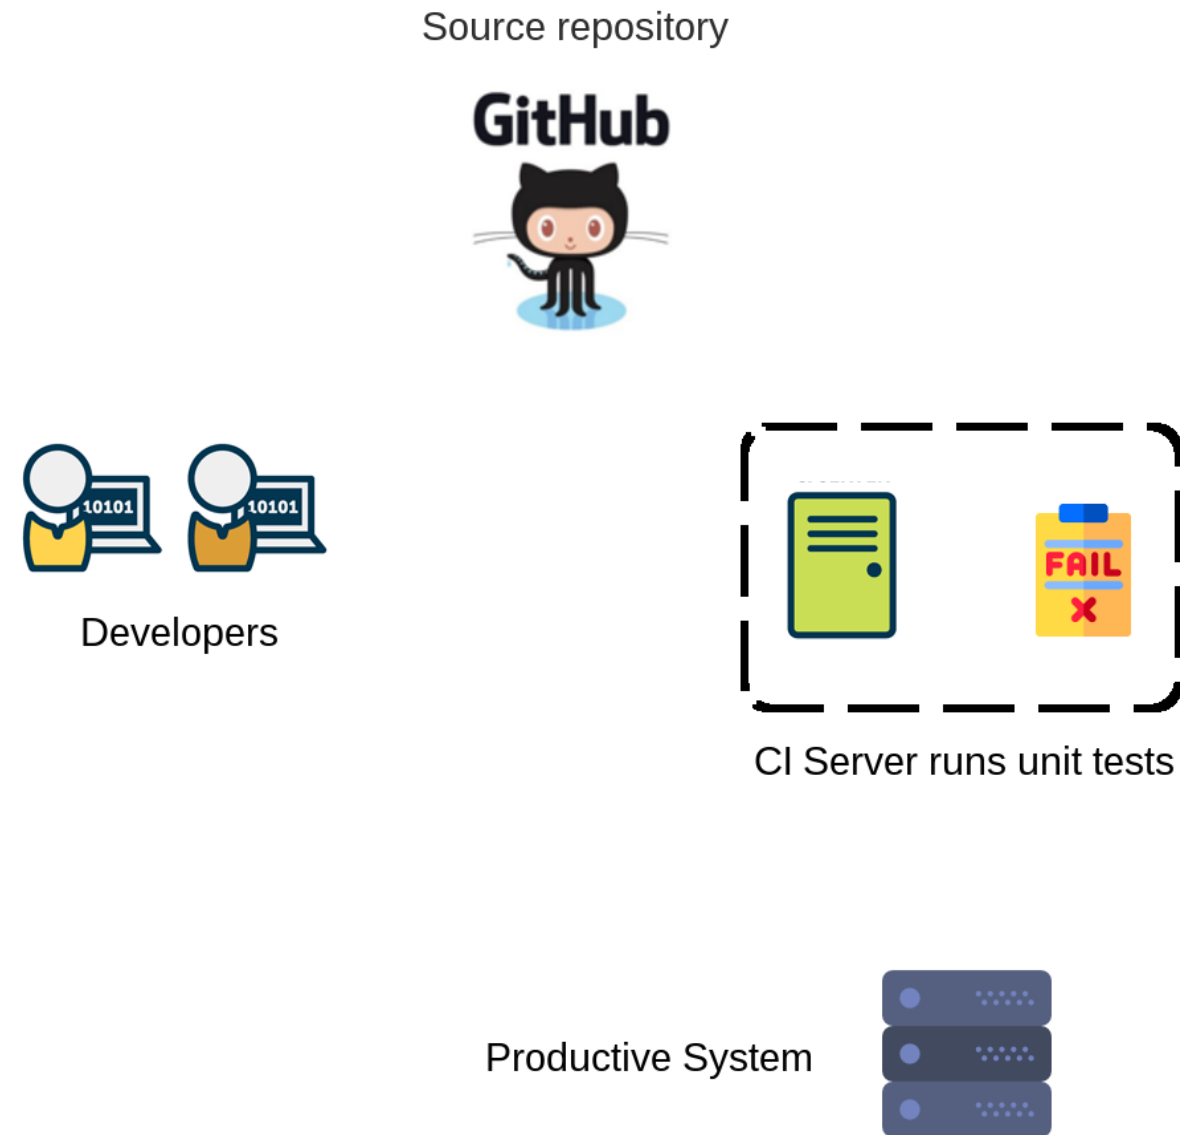 Source repository
GitHub
10101
10101
FAIL
Developers
CI Server runs unit tests
Productive System